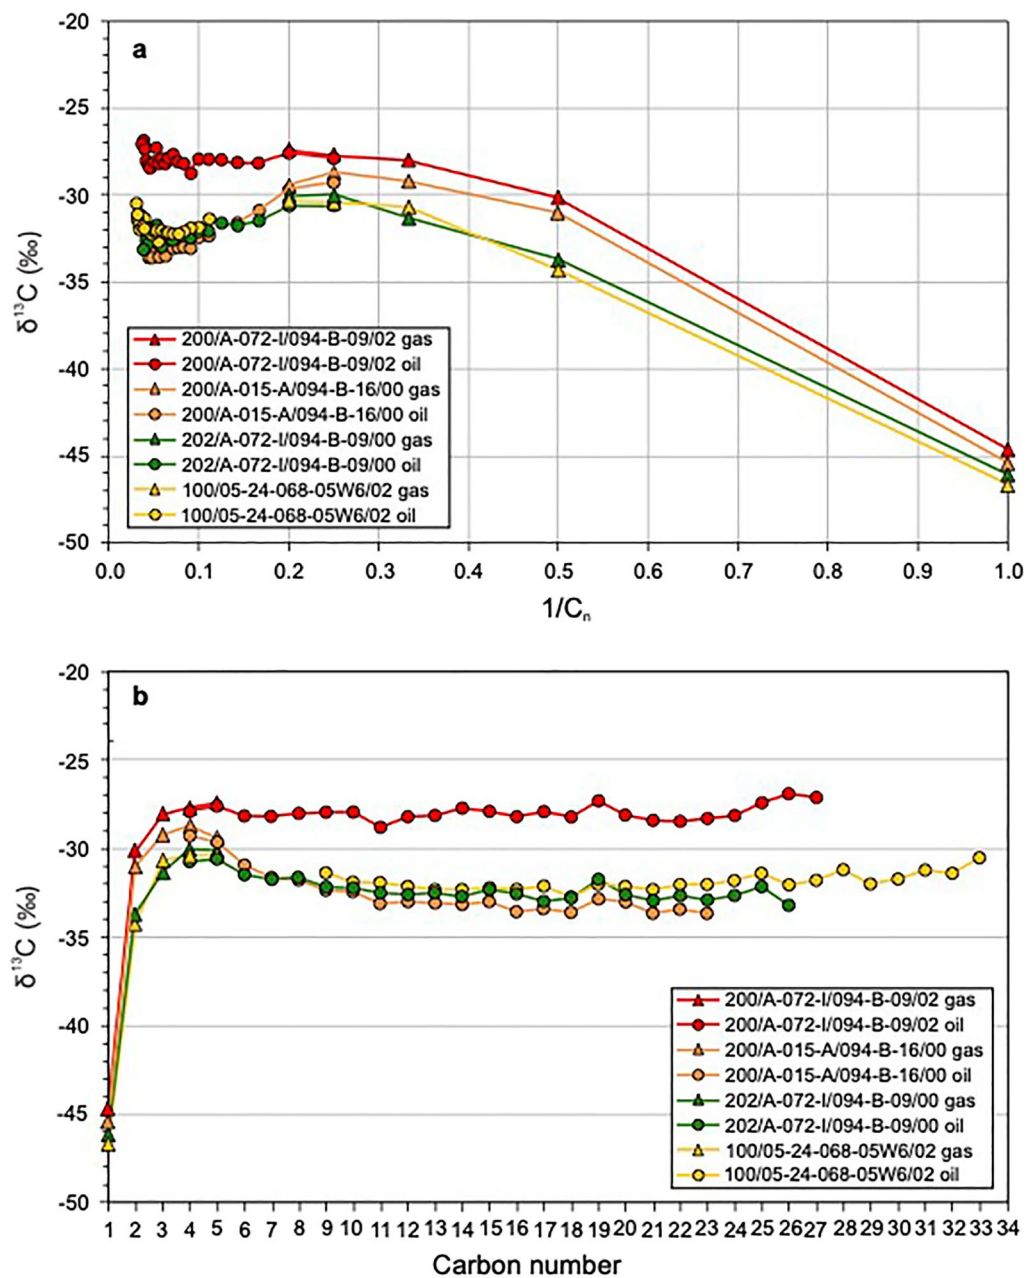 a
-20
-25
-30
-35
-40
-45
-50
δ¹³C (‰)
200/A-072-I/094-B-09/02 gas
200/A-072-I/094-B-09/02 oil
200/A-015-A/094-B-16/00 gas
200/A-015-A/094-B-16/00 oil
202/A-072-I/094-B-09/00 gas
202/A-072-I/094-B-09/00 oil
100/05-24-068-05W6/02 gas
100/05-24-068-05W6/02 oil
0.0 0.1 0.2 0.3 0.4 0.5 0.6 0.7 0.8 0.9 1.0
1/Cₙ
b
-20
-25
-30
-35
-40
-45
-50
δ¹³C (‰)
200/A-072-I/094-B-09/02 gas
200/A-072-I/094-B-09/02 oil
200/A-015-A/094-B-16/00 gas
200/A-015-A/094-B-16/00 oil
202/A-072-I/094-B-09/00 gas
202/A-072-I/094-B-09/00 oil
100/05-24-068-05W6/02 gas
100/05-24-068-05W6/02 oil
1 2 3 4 5 6 7 8 9 10 11 12 13 14 15 16 17 18 19 20 21 22 23 24 25 26 27 28 29 30 31 32 33 34
Carbon number